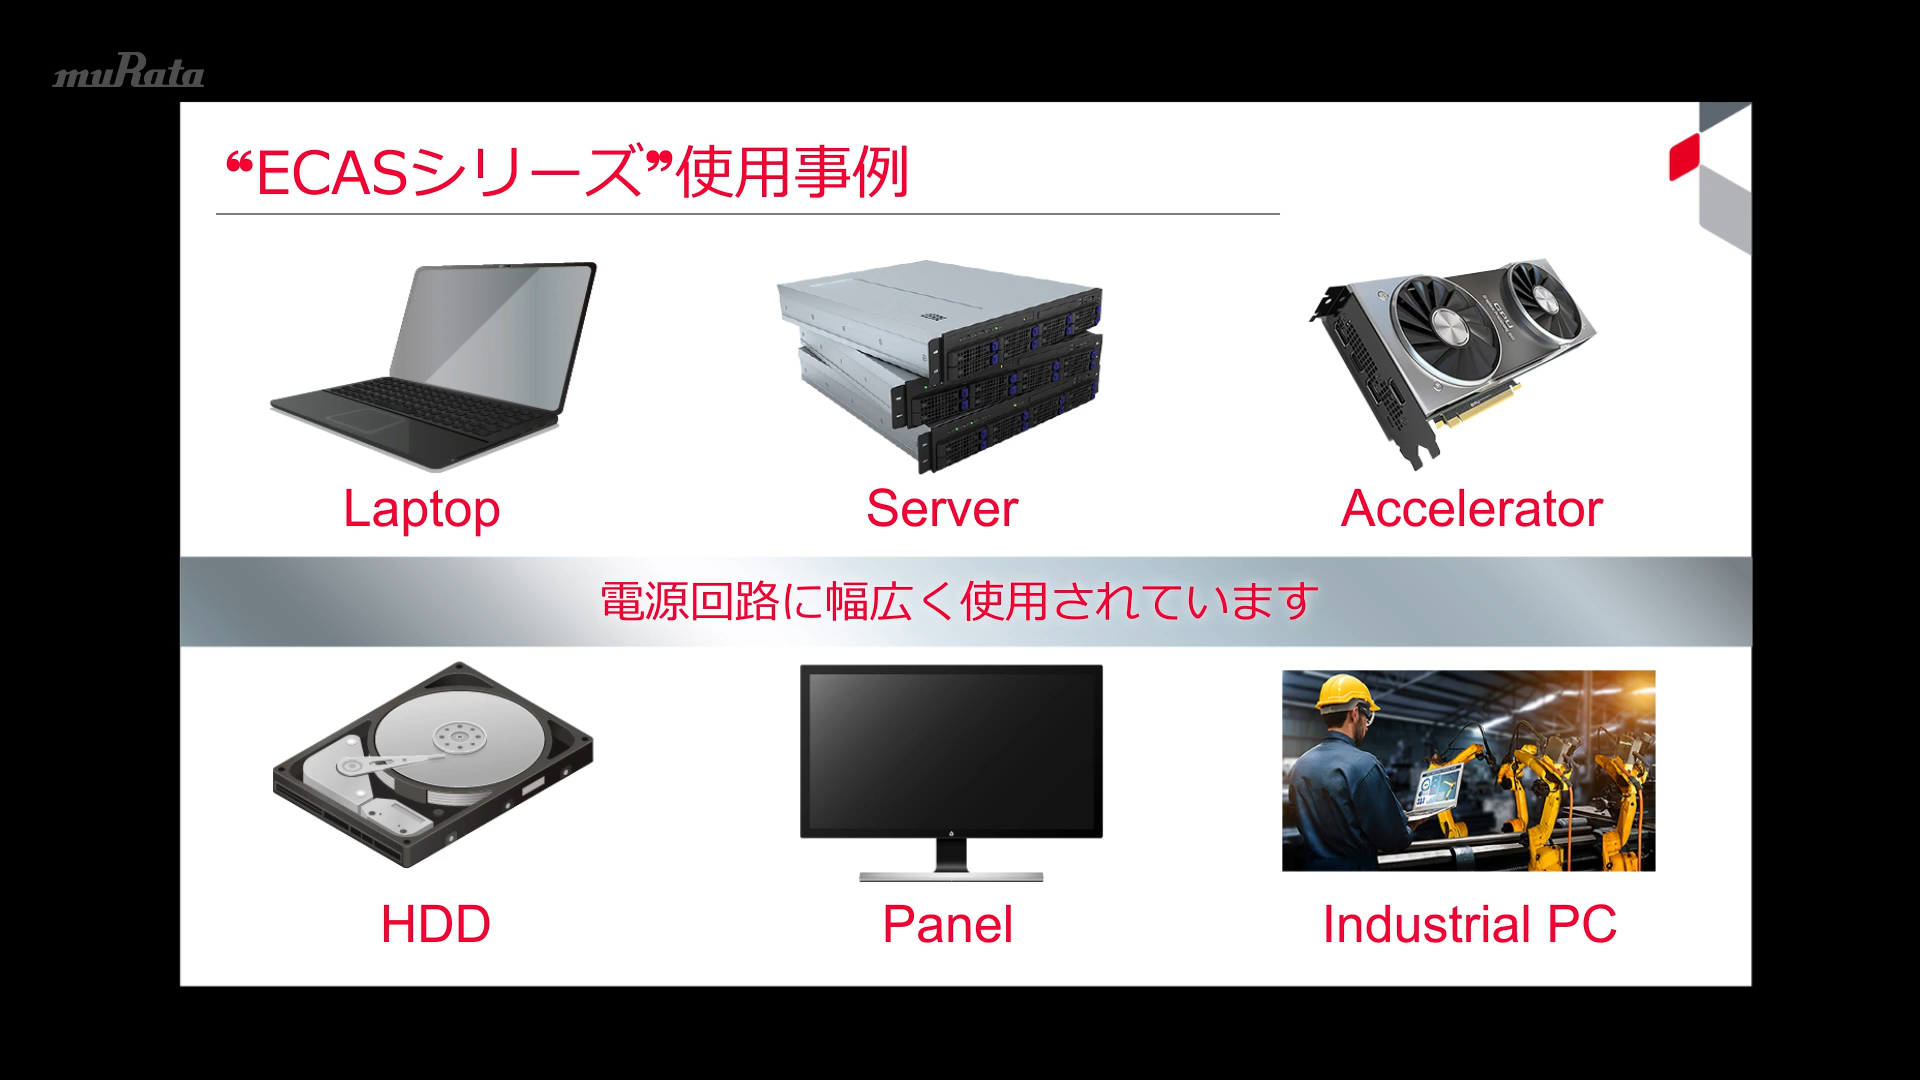 muRata
“ECASシリーズ”使用事例
Laptop
Server
Accelerator
電源回路に幅広く使用されています
HDD
Panel
Industrial PC